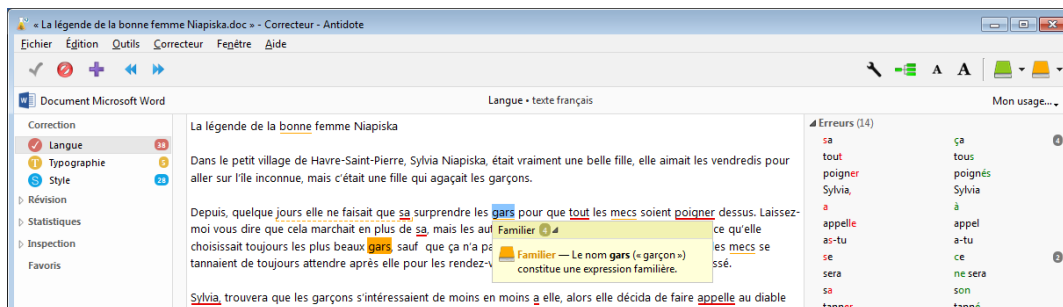 « La légende de la bonne femme Niapiska.doc » - Correcteur - Antidote
Fichier Édition Outils Correcteur Fenêtre Aide
A A
Document Microsoft Word Langue • texte français Mon usage...
Correction
Langue 38
Typographie 5
Style 28
Révision
Statistiques
Inspection
Favoris
La légende de la bonne femme Niapiska
Dans le petit village de Havre-Saint-Pierre, Sylvia Niapiska, était vraiment une belle fille, elle aimait les vendredis pour
aller sur l'île inconnue, mais c'était une fille qui agaçait les garçons.
Depuis, quelque jours elle ne faisait que sa surprendre les gars pour que tout les mecs soient poigner dessus. Laissez-
moi vous dire que cela marchait en plus de sa, mais les aut ce qu'elle
choisissait toujours les plus beaux gars, sauf que ça n'a pa les mecs se
tannaient de toujours attendre après elle pour les rendez-v ssé.
Familier 4
Familier — Le nom gars (« garçon »)
constitue une expression familière.
Sylvia, trouvera que les garçons s'intéressaient de moins en moins a elle, alors elle décida de faire appelle au diable
Erreurs (14)
sa ça 4
tout tous
poigner poignés
Sylvia, Sylvia
a à
appelle appel
as-tu a-tu
se ce 2
sera ne sera
sa son
tanner tanné